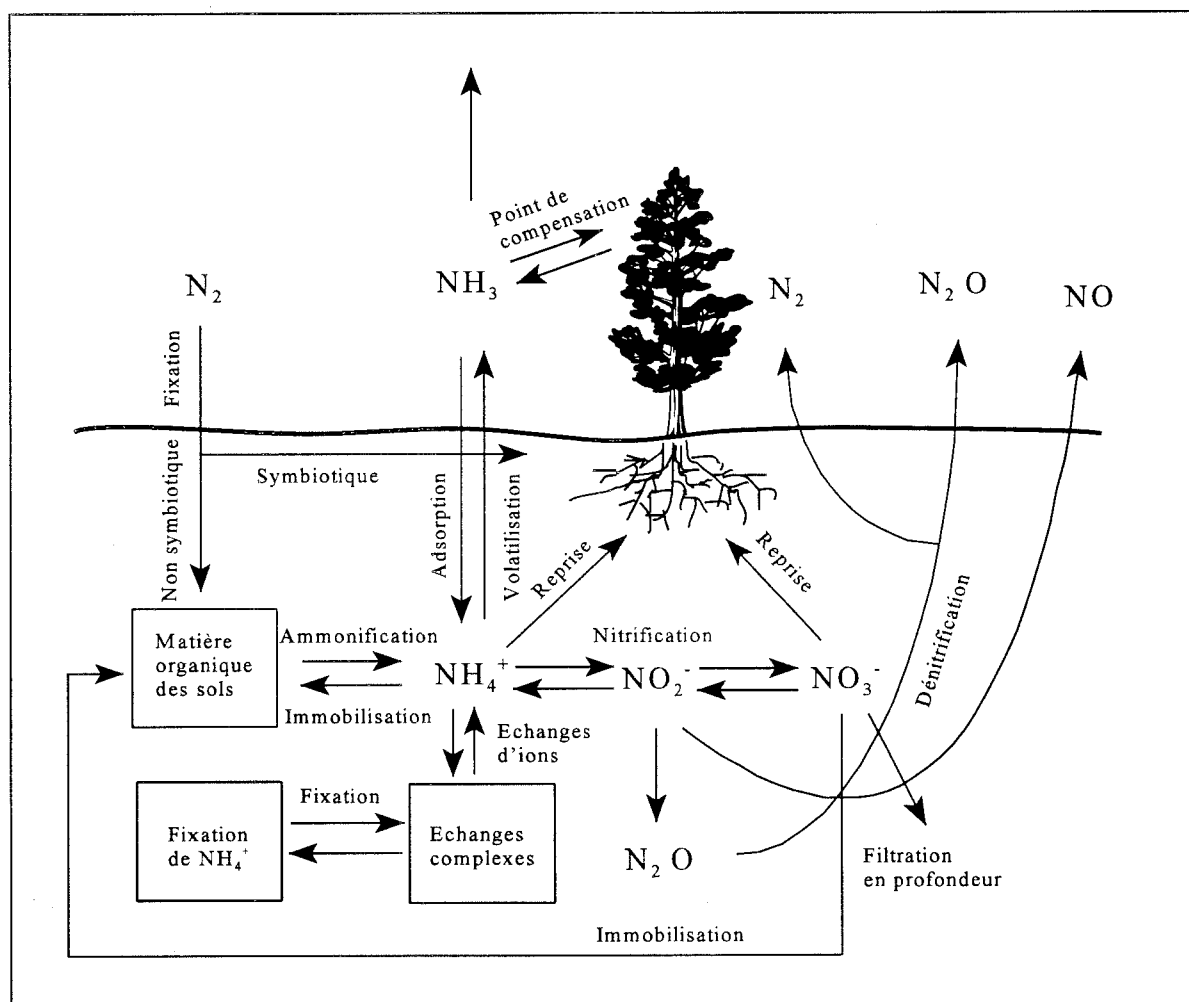 Point de
compensation
N₂
NH₃
N₂
N₂ O
NO
Fixation
Non symbiotique
Symbiotique
Adsorption
Volatilisation
Reprise
Reprise
Dénitrification
Matière
organique
des sols
Ammonification
Immobilisation
NH₄⁺
Nitrification
NO₂⁻
NO₃⁻
Echanges
d'ions
Fixation
de NH₄⁺
Fixation
Echanges
complexes
N₂ O
Filtration
en profondeur
Immobilisation